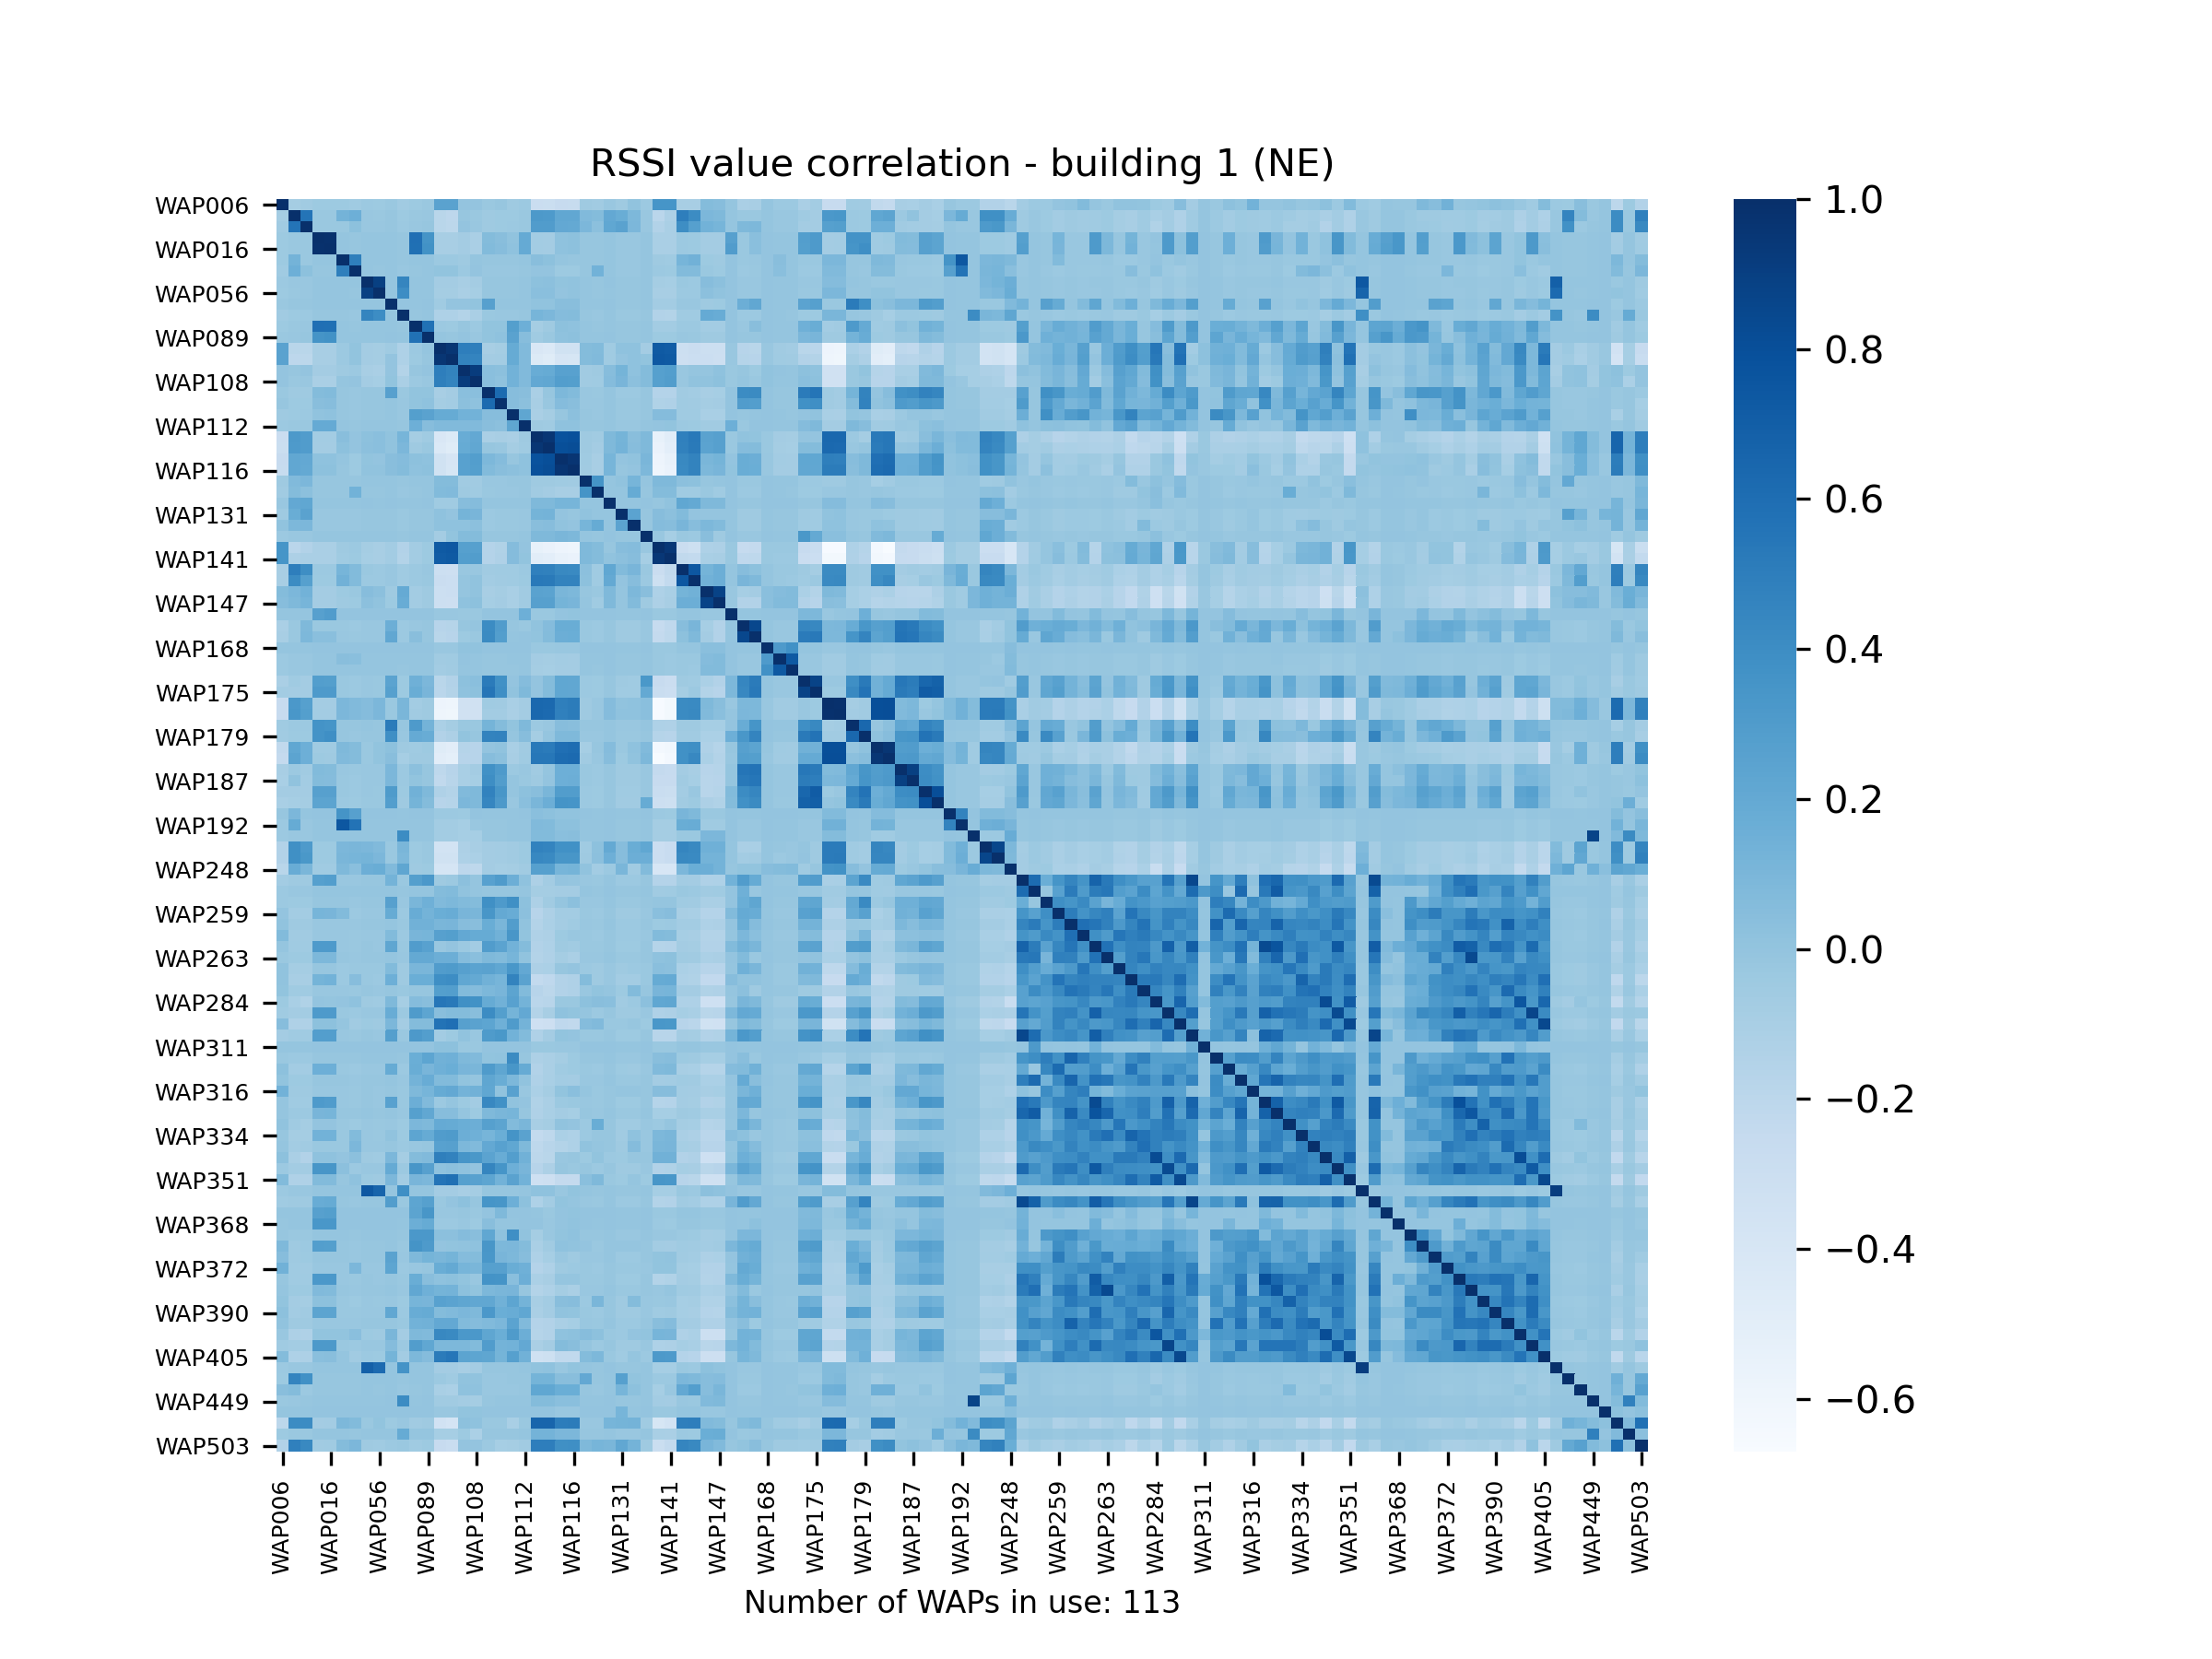 RSSI value correlation - building 1 (NE)
WAP006
WAP016
WAP056
WAP089
WAP108
WAP112
WAP116
WAP131
WAP141
WAP147
WAP168
WAP175
WAP179
WAP187
WAP192
WAP248
WAP259
WAP263
WAP284
WAP311
WAP316
WAP334
WAP351
WAP368
WAP372
WAP390
WAP405
WAP449
WAP503
WAP006
WAP016
WAP056
WAP089
WAP108
WAP112
WAP116
WAP131
WAP141
WAP147
WAP168
WAP175
WAP179
WAP187
WAP192
WAP248
WAP259
WAP263
WAP284
WAP311
WAP316
WAP334
WAP351
WAP368
WAP372
WAP390
WAP405
WAP449
WAP503
Number of WAPs in use: 113
1.0
0.8
0.6
0.4
0.2
0.0
−0.2
−0.4
−0.6